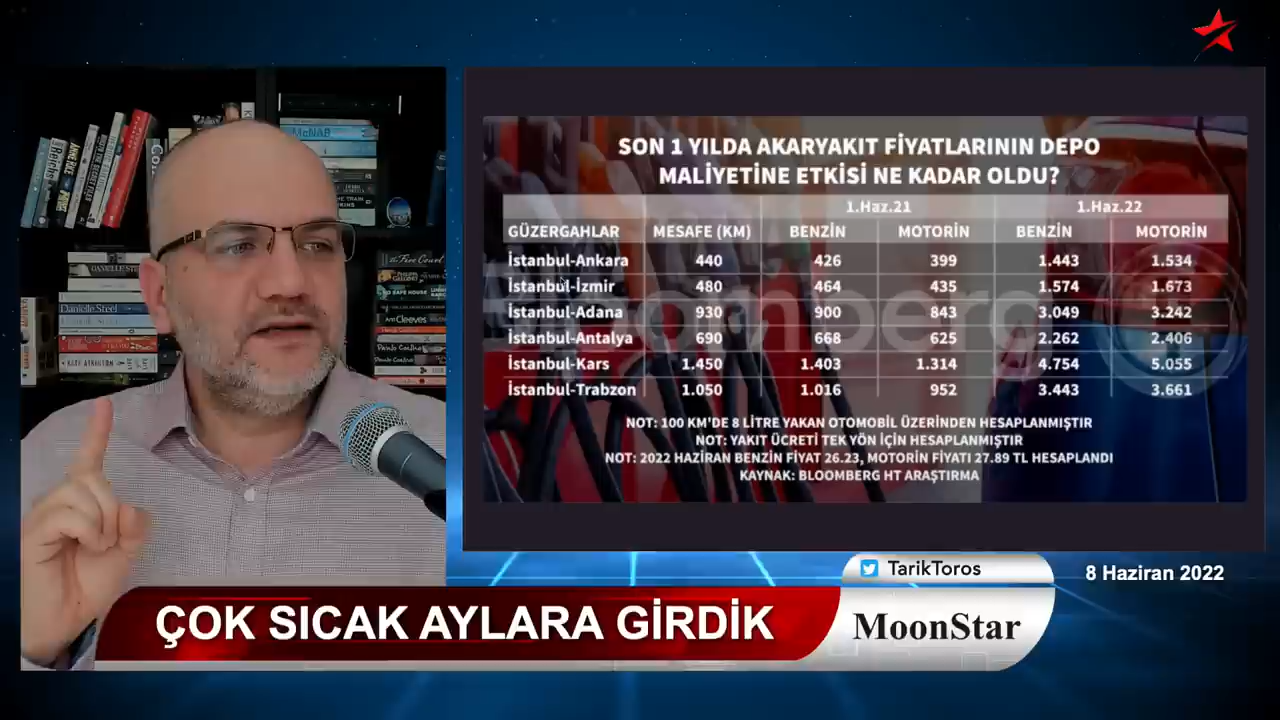 McNAB
DANIELLE STEEL
Danielle Steel
SON 1 YILDA AKARYAKIT FİYATLARININ DEPO
MALİYETİNE ETKİSİ NE KADAR OLDU?
1.Haz.21 1.Haz.22
GÜZERGAHLAR MESAFE (KM) BENZİN MOTORİN BENZİN MOTORİN
İstanbul-Ankara 440 426 399 1.443 1.534
İstanbul-İzmir 480 464 435 1.574 1.673
İstanbul-Adana 930 900 843 3.049 3.242
İstanbul-Antalya 690 668 625 2.262 2.406
İstanbul-Kars 1.450 1.403 1.314 4.754 5.055
İstanbul-Trabzon 1.050 1.016 952 3.443 3.661
NOT: 100 KM'DE 8 LİTRE YAKAN OTOMOBİL ÜZERİNDEN HESAPLANMIŞTIR
NOT: YAKIT ÜCRETİ TEK YÖN İÇİN HESAPLANMIŞTIR
NOT: 2022 HAZİRAN BENZİN FİYAT 26.23, MOTORİN FİYATI 27.89 TL HESAPLANDI
KAYNAK: BLOOMBERG HT ARAŞTIRMA
TarikToros
8 Haziran 2022
ÇOK SICAK AYLARA GİRDİK
MoonStar